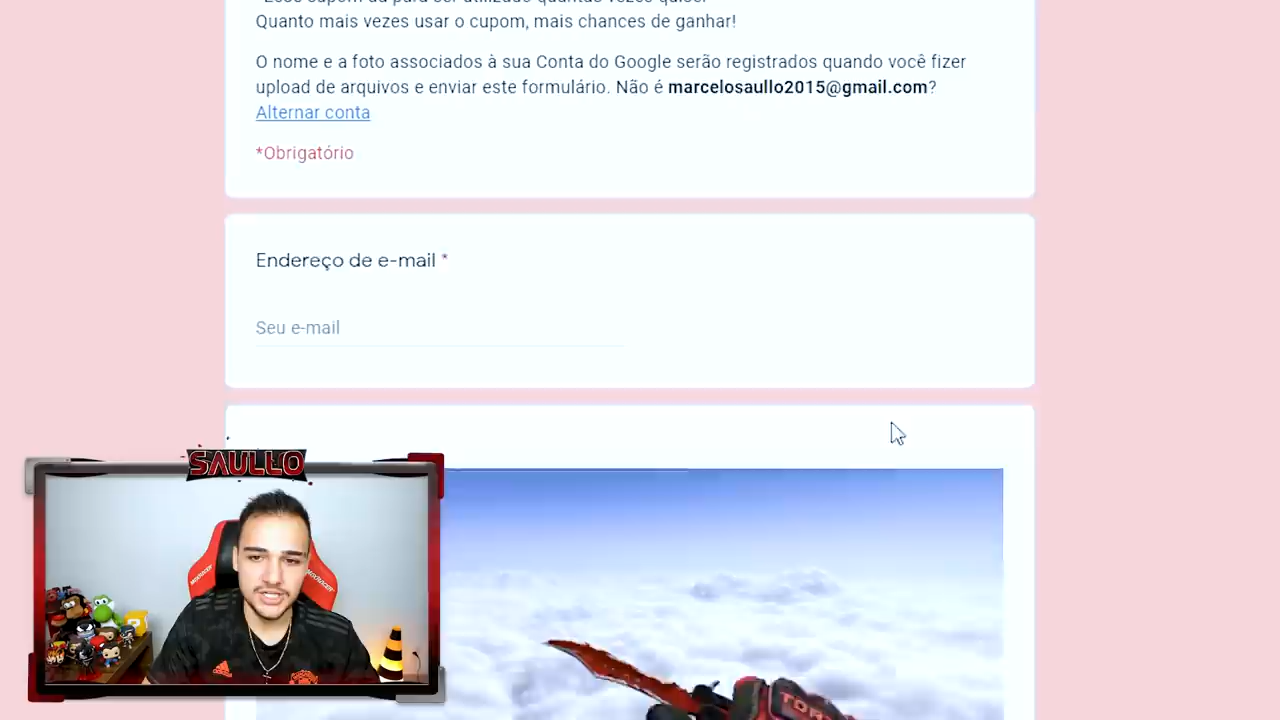 Quanto mais vezes usar o cupom, mais chances de ganhar!
O nome e a foto associados à sua Conta do Google serão registrados quando você fizer
upload de arquivos e enviar este formulário. Não é marcelosaullo2015@gmail.com?
Alternar conta
*Obrigatório
Endereço de e-mail *
Seu e-mail
SAULLO